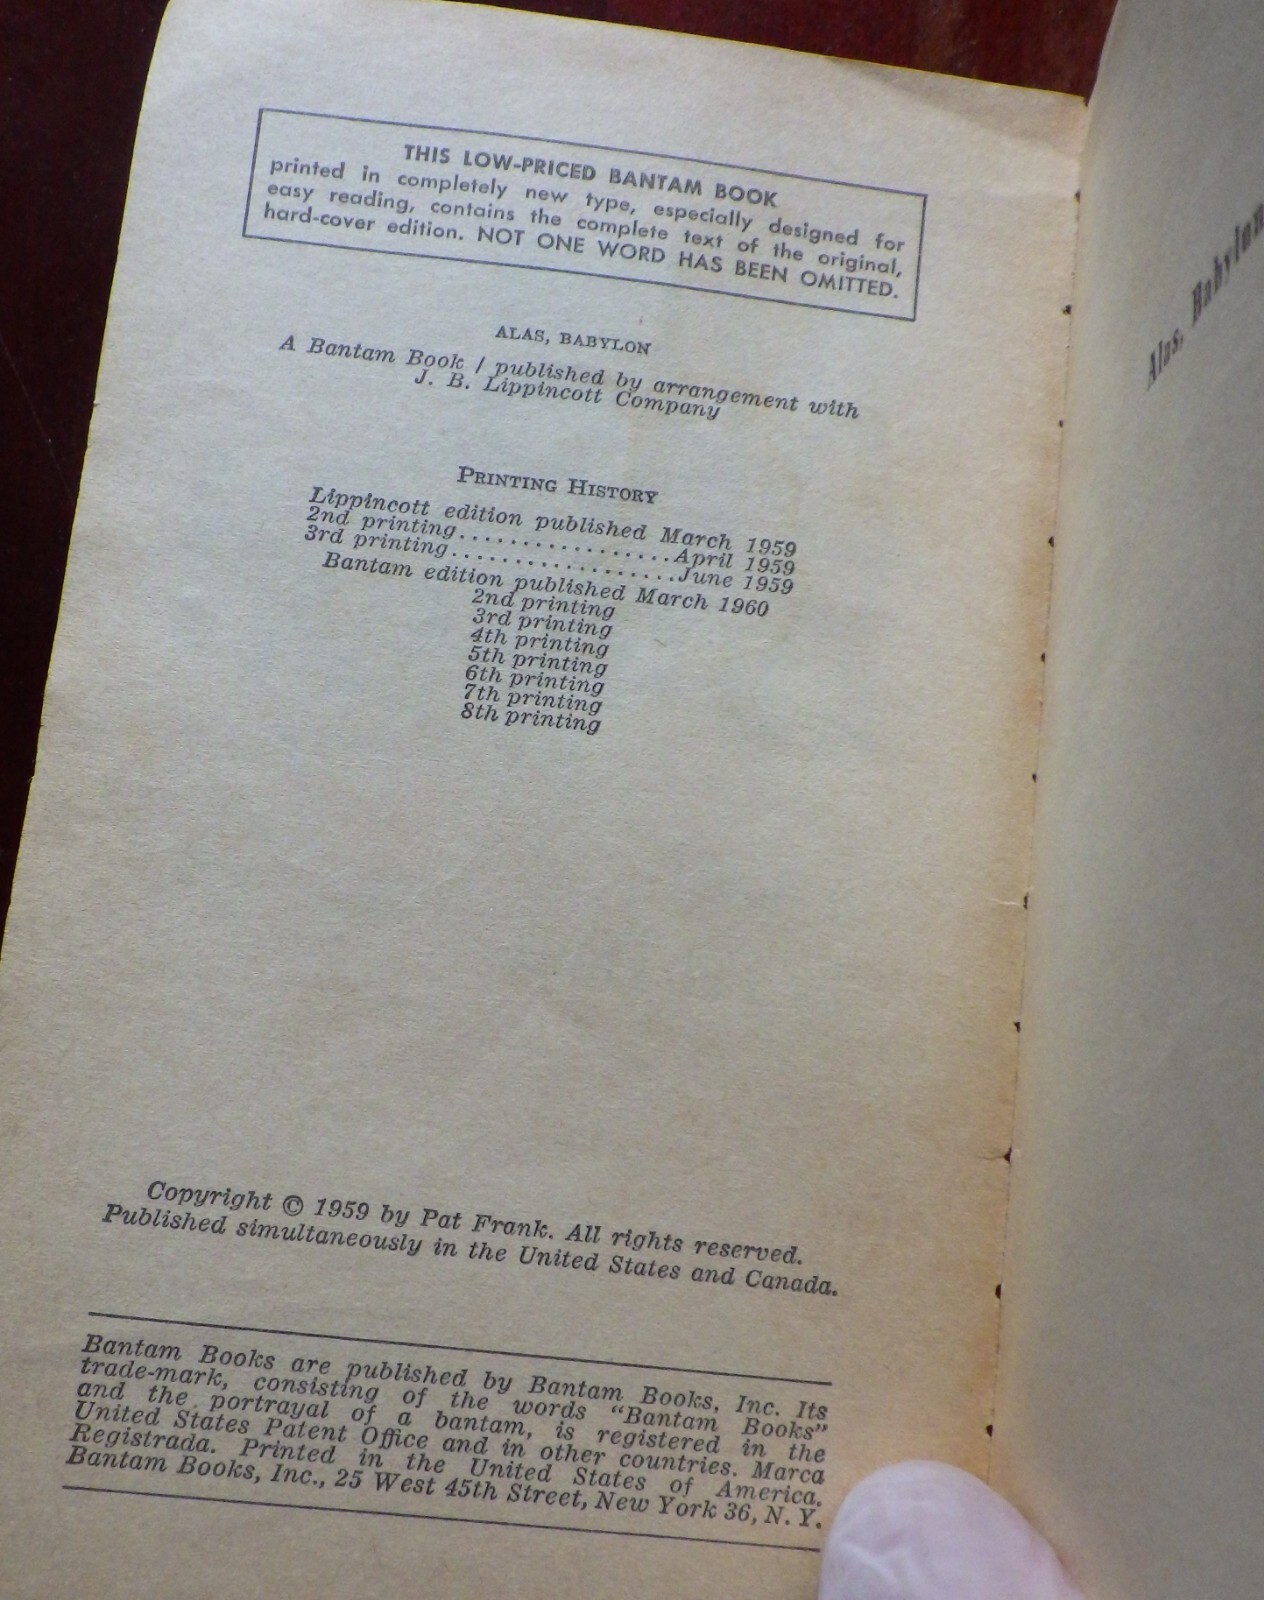 THIS LOW-PRICED BANTAM BOOK
printed in completely new type, especially designed for
easy reading, contains the complete text of the original,
hard-cover edition. NOT ONE WORD HAS BEEN OMITTED.
ALAS, BABYLON
A Bantam Book / published by arrangement with
J. B. Lippincott Company
PRINTING HISTORY
Lippincott edition published March 1959
2nd printing.................April 1959
3rd printing..................June 1959
Bantam edition published March 1960
2nd printing
3rd printing
4th printing
5th printing
6th printing
7th printing
8th printing
Copyright © 1959 by Pat Frank. All rights reserved.
Published simultaneously in the United States and Canada.
Bantam Books are published by Bantam Books, Inc. Its
trade-mark, consisting of the words “Bantam Books”
and the portrayal of a bantam, is registered in the
United States Patent Office and in other countries. Marca
Registrada. Printed in the United States of America.
Bantam Books, Inc., 25 West 45th Street, New York 36, N. Y.
Alas, Babylon